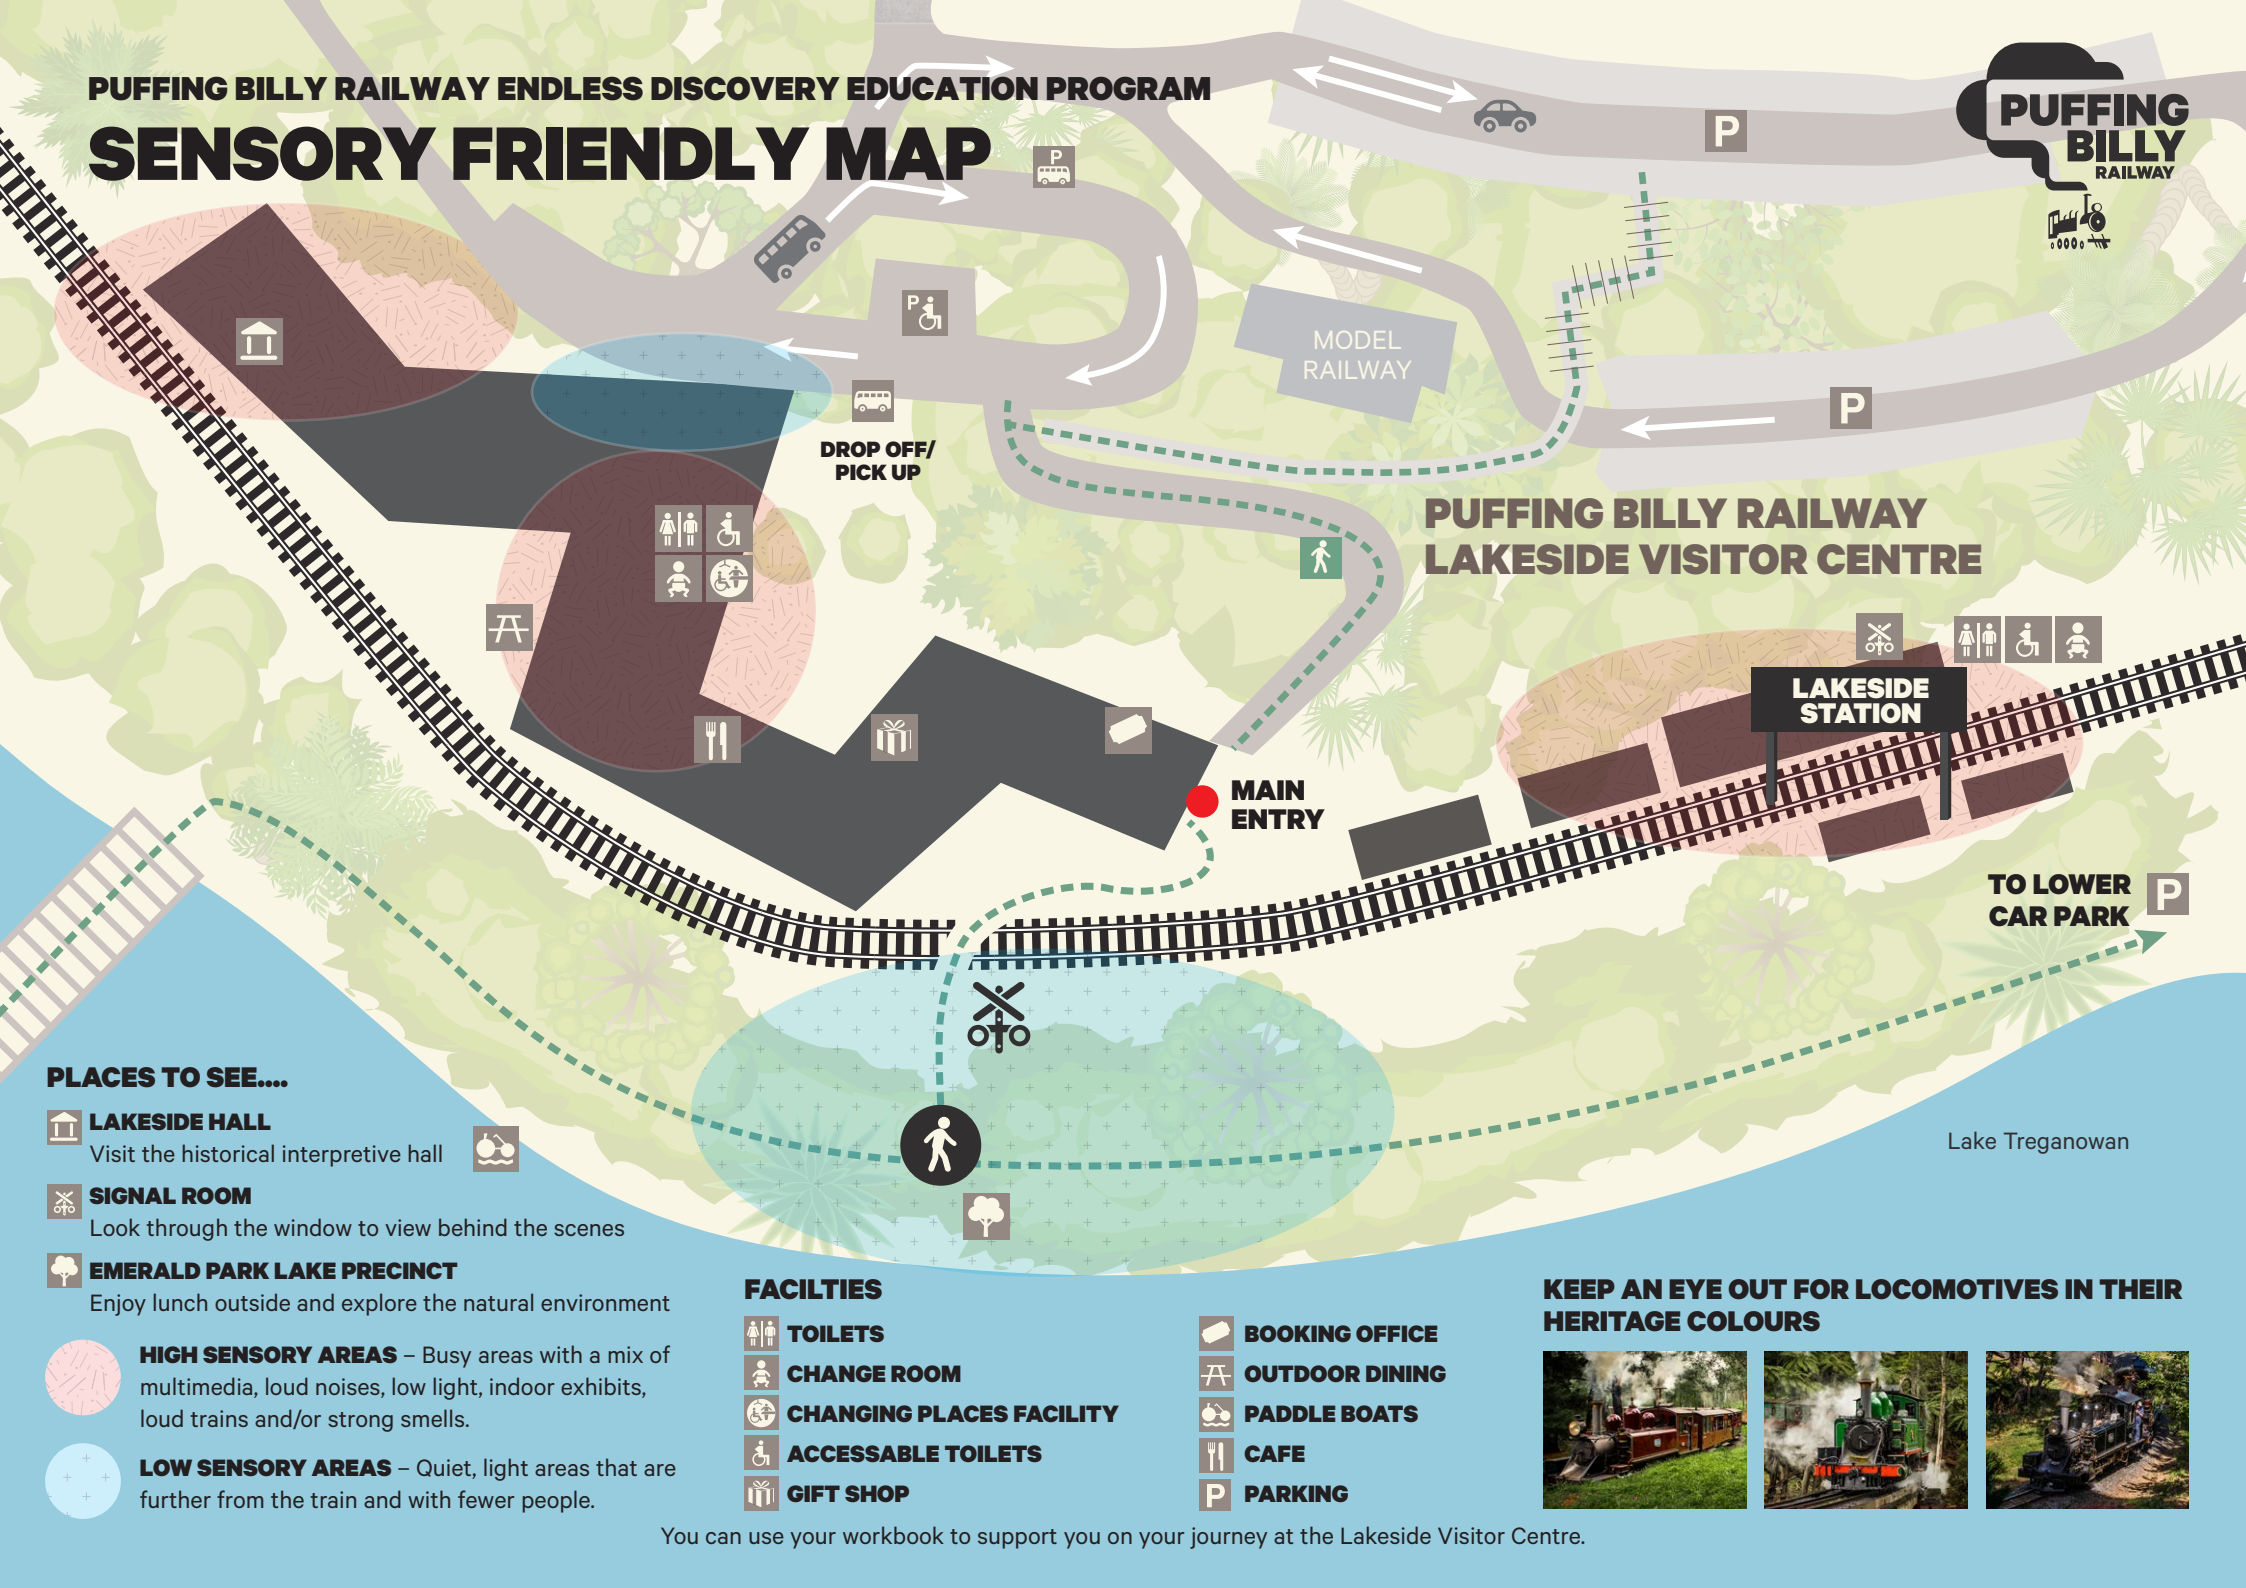 PUFFING BILLY RAILWAY ENDLESS DISCOVERY EDUCATION PROGRAM
SENSORY FRIENDLY MAP
PUFFING
BILLY
RAILWAY
P
P
P
MODEL
RAILWAY
P
DROP OFF/
PICK UP
PUFFING BILLY RAILWAY
LAKESIDE VISITOR CENTRE
LAKESIDE
STATION
MAIN
ENTRY
TO LOWER
CAR PARK
P
Lake Treganowan
PLACES TO SEE....
LAKESIDE HALL
Visit the historical interpretive hall
SIGNAL ROOM
Look through the window to view behind the scenes
EMERALD PARK LAKE PRECINCT
Enjoy lunch outside and explore the natural environment
HIGH SENSORY AREAS – Busy areas with a mix of
multimedia, loud noises, low light, indoor exhibits,
loud trains and/or strong smells.
LOW SENSORY AREAS – Quiet, light areas that are
further from the train and with fewer people.
FACILTIES
TOILETS
CHANGE ROOM
CHANGING PLACES FACILITY
ACCESSABLE TOILETS
GIFT SHOP
BOOKING OFFICE
OUTDOOR DINING
PADDLE BOATS
CAFE
P PARKING
KEEP AN EYE OUT FOR LOCOMOTIVES IN THEIR
HERITAGE COLOURS
You can use your workbook to support you on your journey at the Lakeside Visitor Centre.